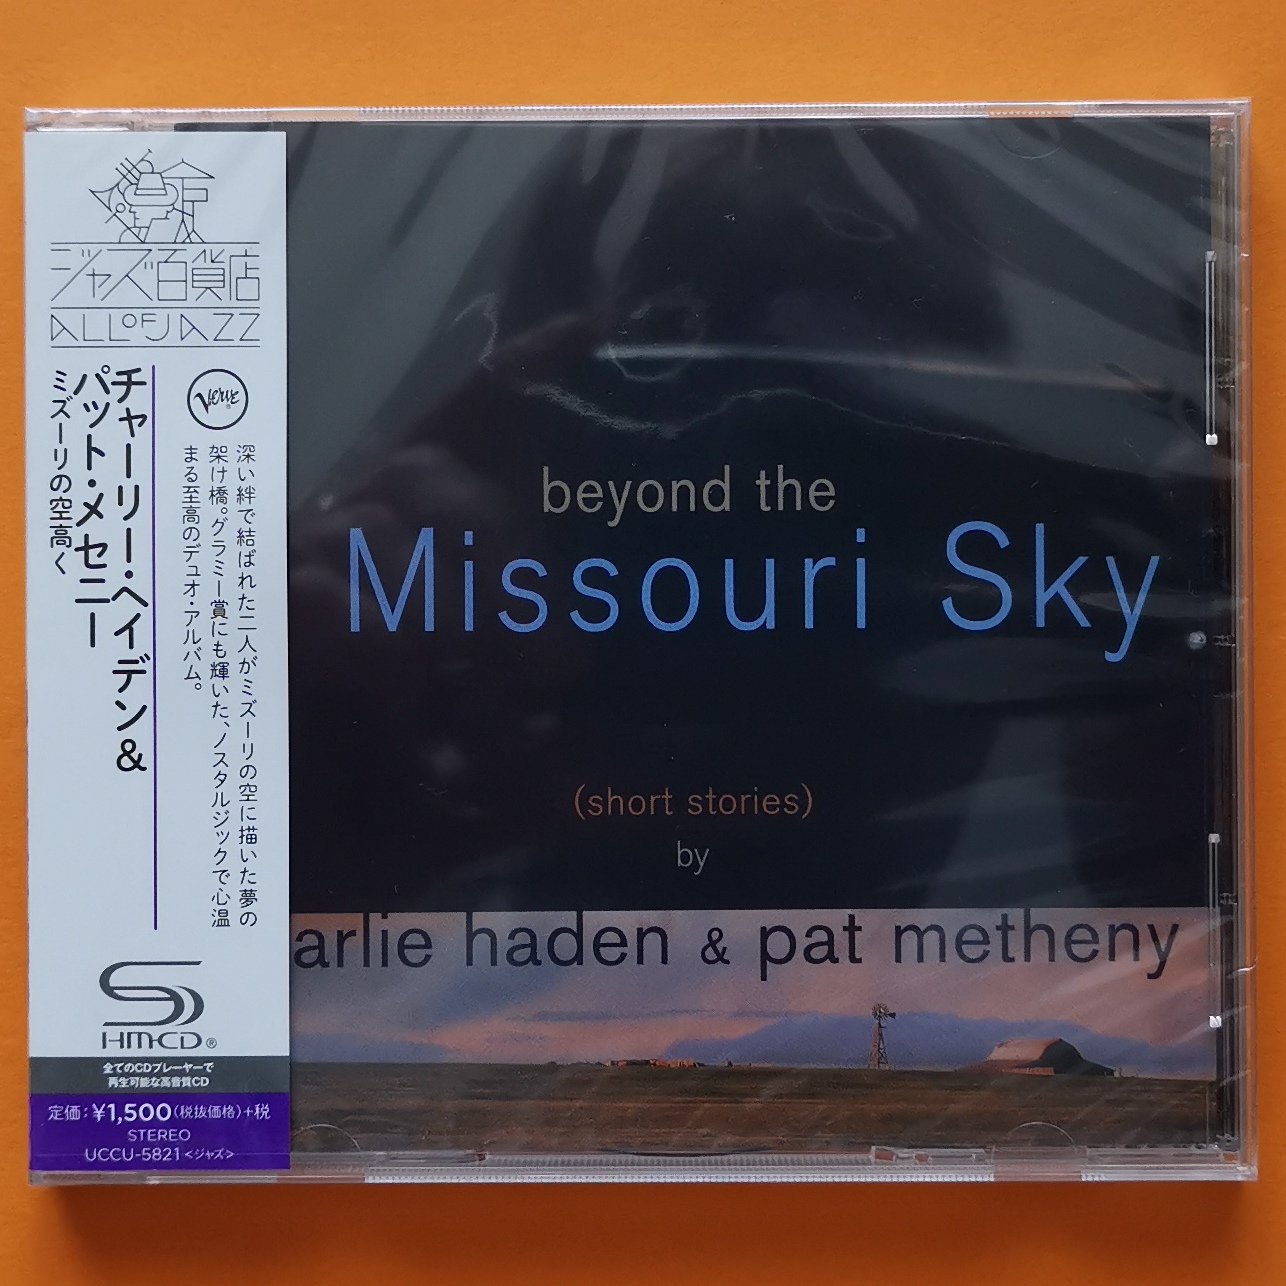 ジャズ百貨店
ALL OF JAZZ
Verve
深い絆で結ばれた二人がミズーリの空に描いた夢の
架け橋。グラミー賞にも輝いた、ノスタルジックで心温
まる至高のデュオ・アルバム。
チャーリー・ヘイデン&
パット・メセニー
ミズーリの空高く
SHM-CD®
全てのCDプレーヤーで
再生可能な高音質CD
定価:¥1,500(税抜価格)+税
STEREO
UCCU-5821<ジャズ>
beyond the
Missouri Sky
(short stories)
by
arlie haden & pat metheny